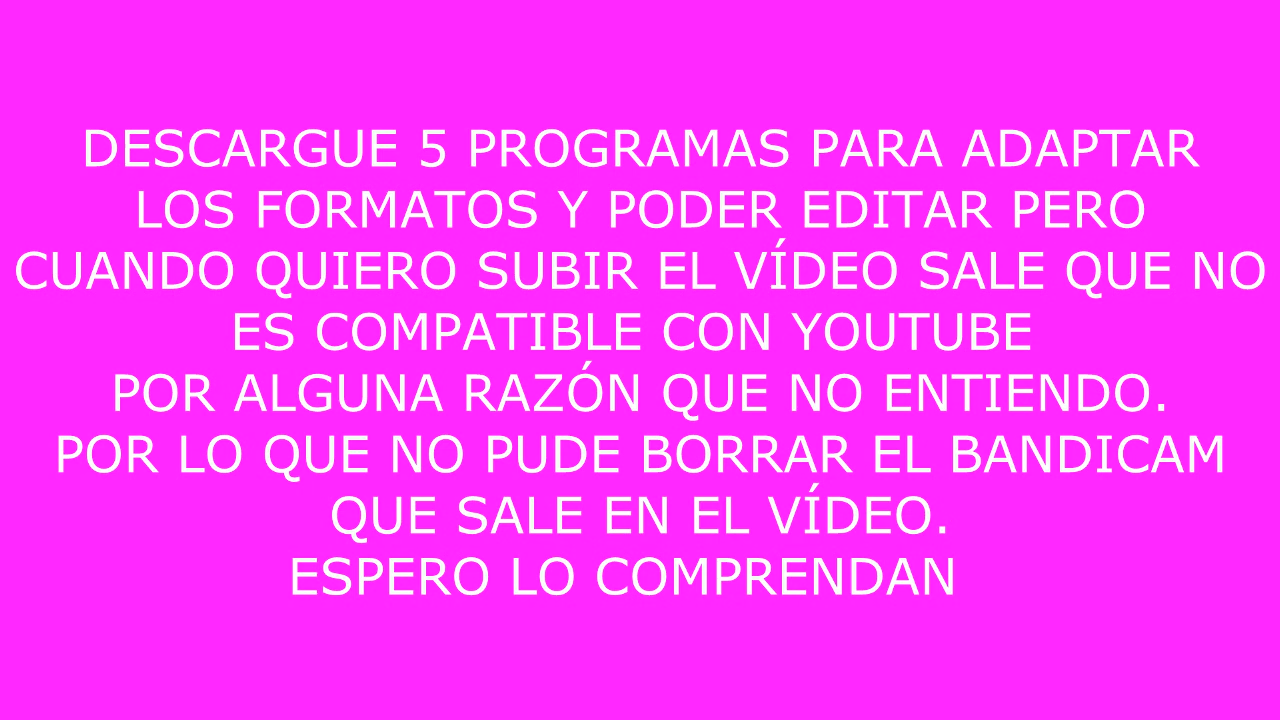 DESCARGUE 5 PROGRAMAS PARA ADAPTAR
LOS FORMATOS Y PODER EDITAR PERO
CUANDO QUIERO SUBIR EL VÍDEO SALE QUE NO
ES COMPATIBLE CON YOUTUBE
POR ALGUNA RAZÓN QUE NO ENTIENDO.
POR LO QUE NO PUDE BORRAR EL BANDICAM
QUE SALE EN EL VÍDEO.
ESPERO LO COMPRENDAN